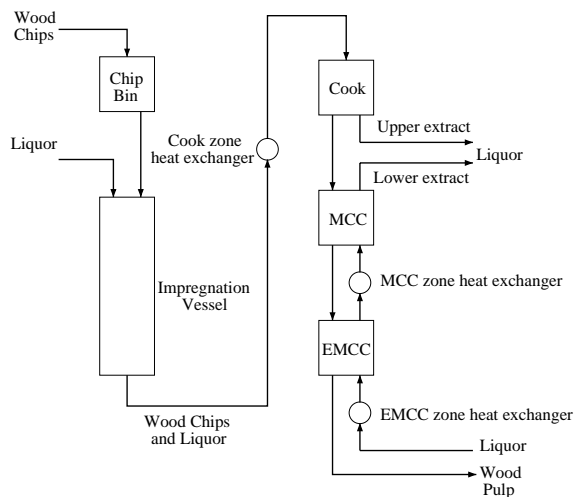 Wood
Chips
Chip
Bin
Liquor
Impregnation
Vessel
Wood Chips
and Liquor
Cook zone
heat exchanger
Cook
Upper extract
Liquor
Lower extract
MCC
MCC zone heat exchanger
EMCC
EMCC zone heat exchanger
Liquor
Wood
Pulp